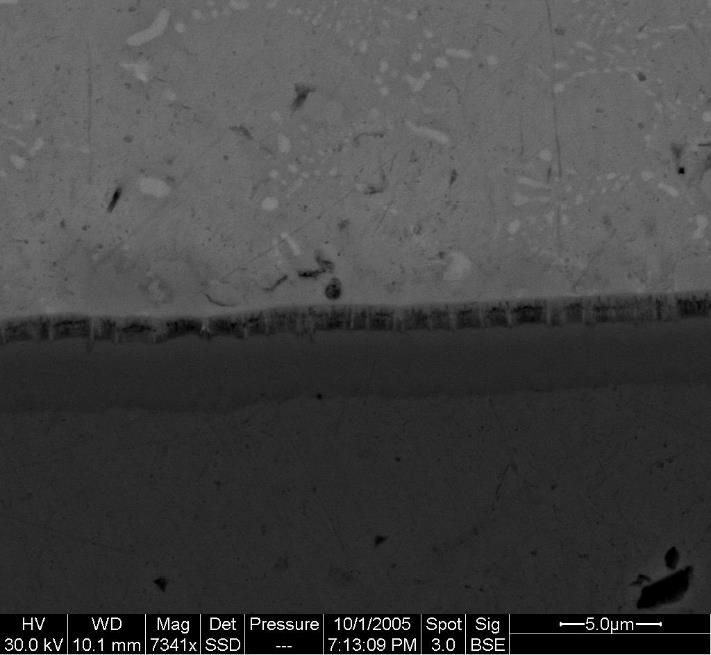 HV WD Mag Det Pressure 10/1/2005 Spot Sig
30.0 kV 10.1 mm 7341x SSD --- 7:13:09 PM 3.0 BSE
5.0µm